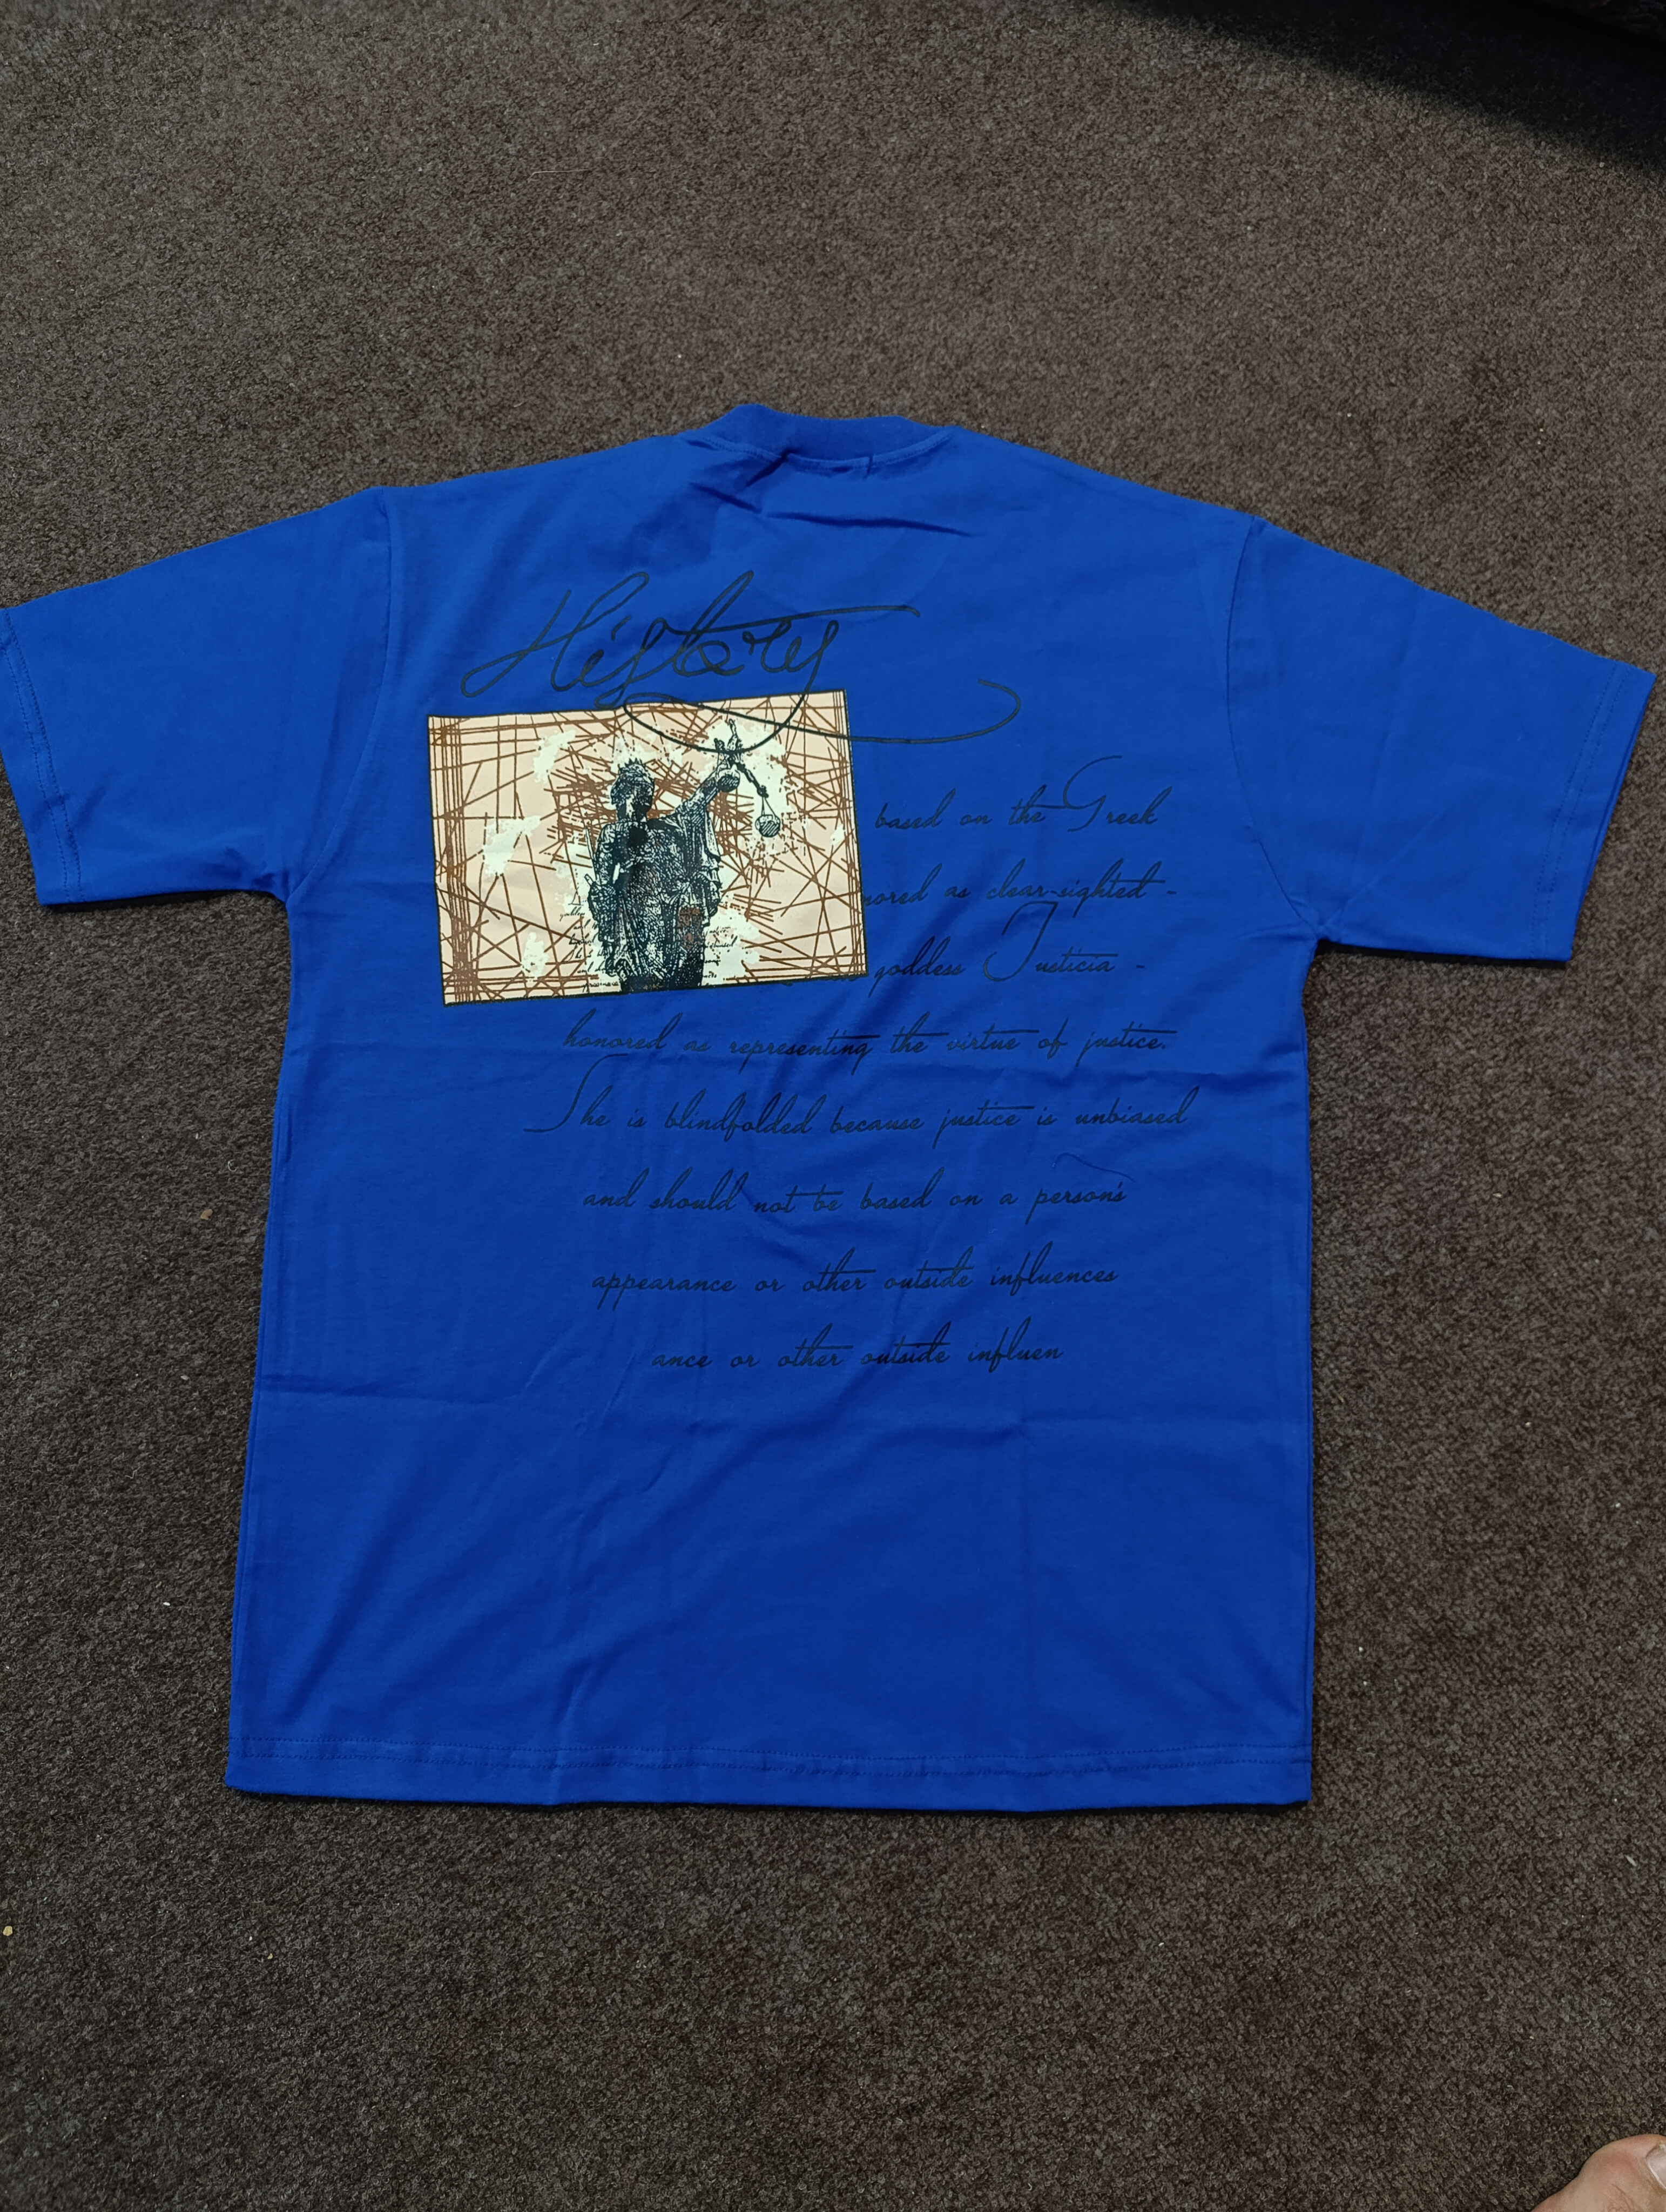 History
based on the Greek
ored as clear-sighted -
goddess Justicia -
honored as representing the virtue of justice.
She is blindfolded because justice is unbiased
and should not be based on a person's
appearance or other outside influences
ance or other outside influen